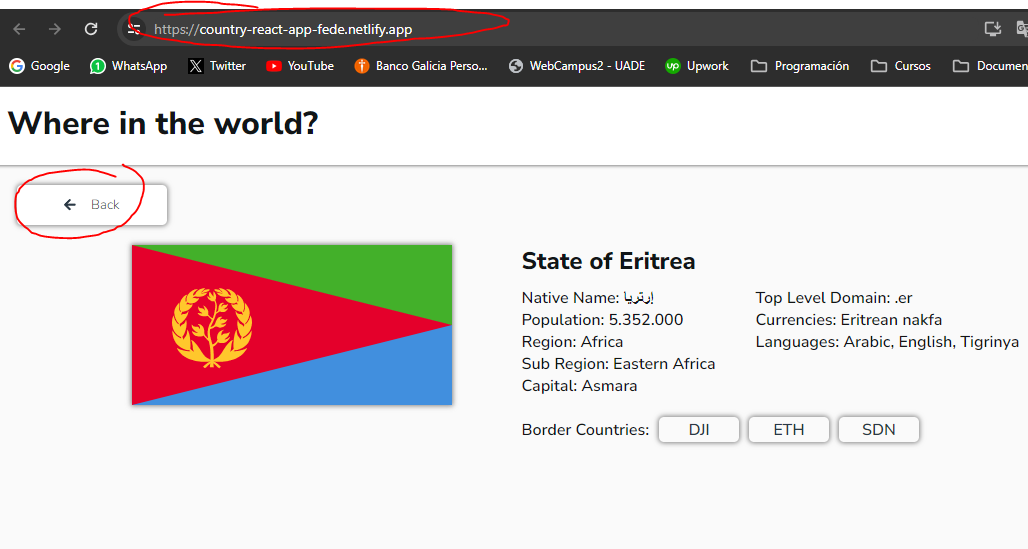 https://country-react-app-fede.netlify.app
Google WhatsApp Twitter YouTube Banco Galicia Perso... WebCampus2 - UADE Upwork Programación Cursos Documen
Where in the world?
Back
State of Eritrea
Native Name: إرتريا Top Level Domain: .er
Population: 5.352.000 Currencies: Eritrean nakfa
Region: Africa Languages: Arabic, English, Tigrinya
Sub Region: Eastern Africa
Capital: Asmara
Border Countries: DJI ETH SDN